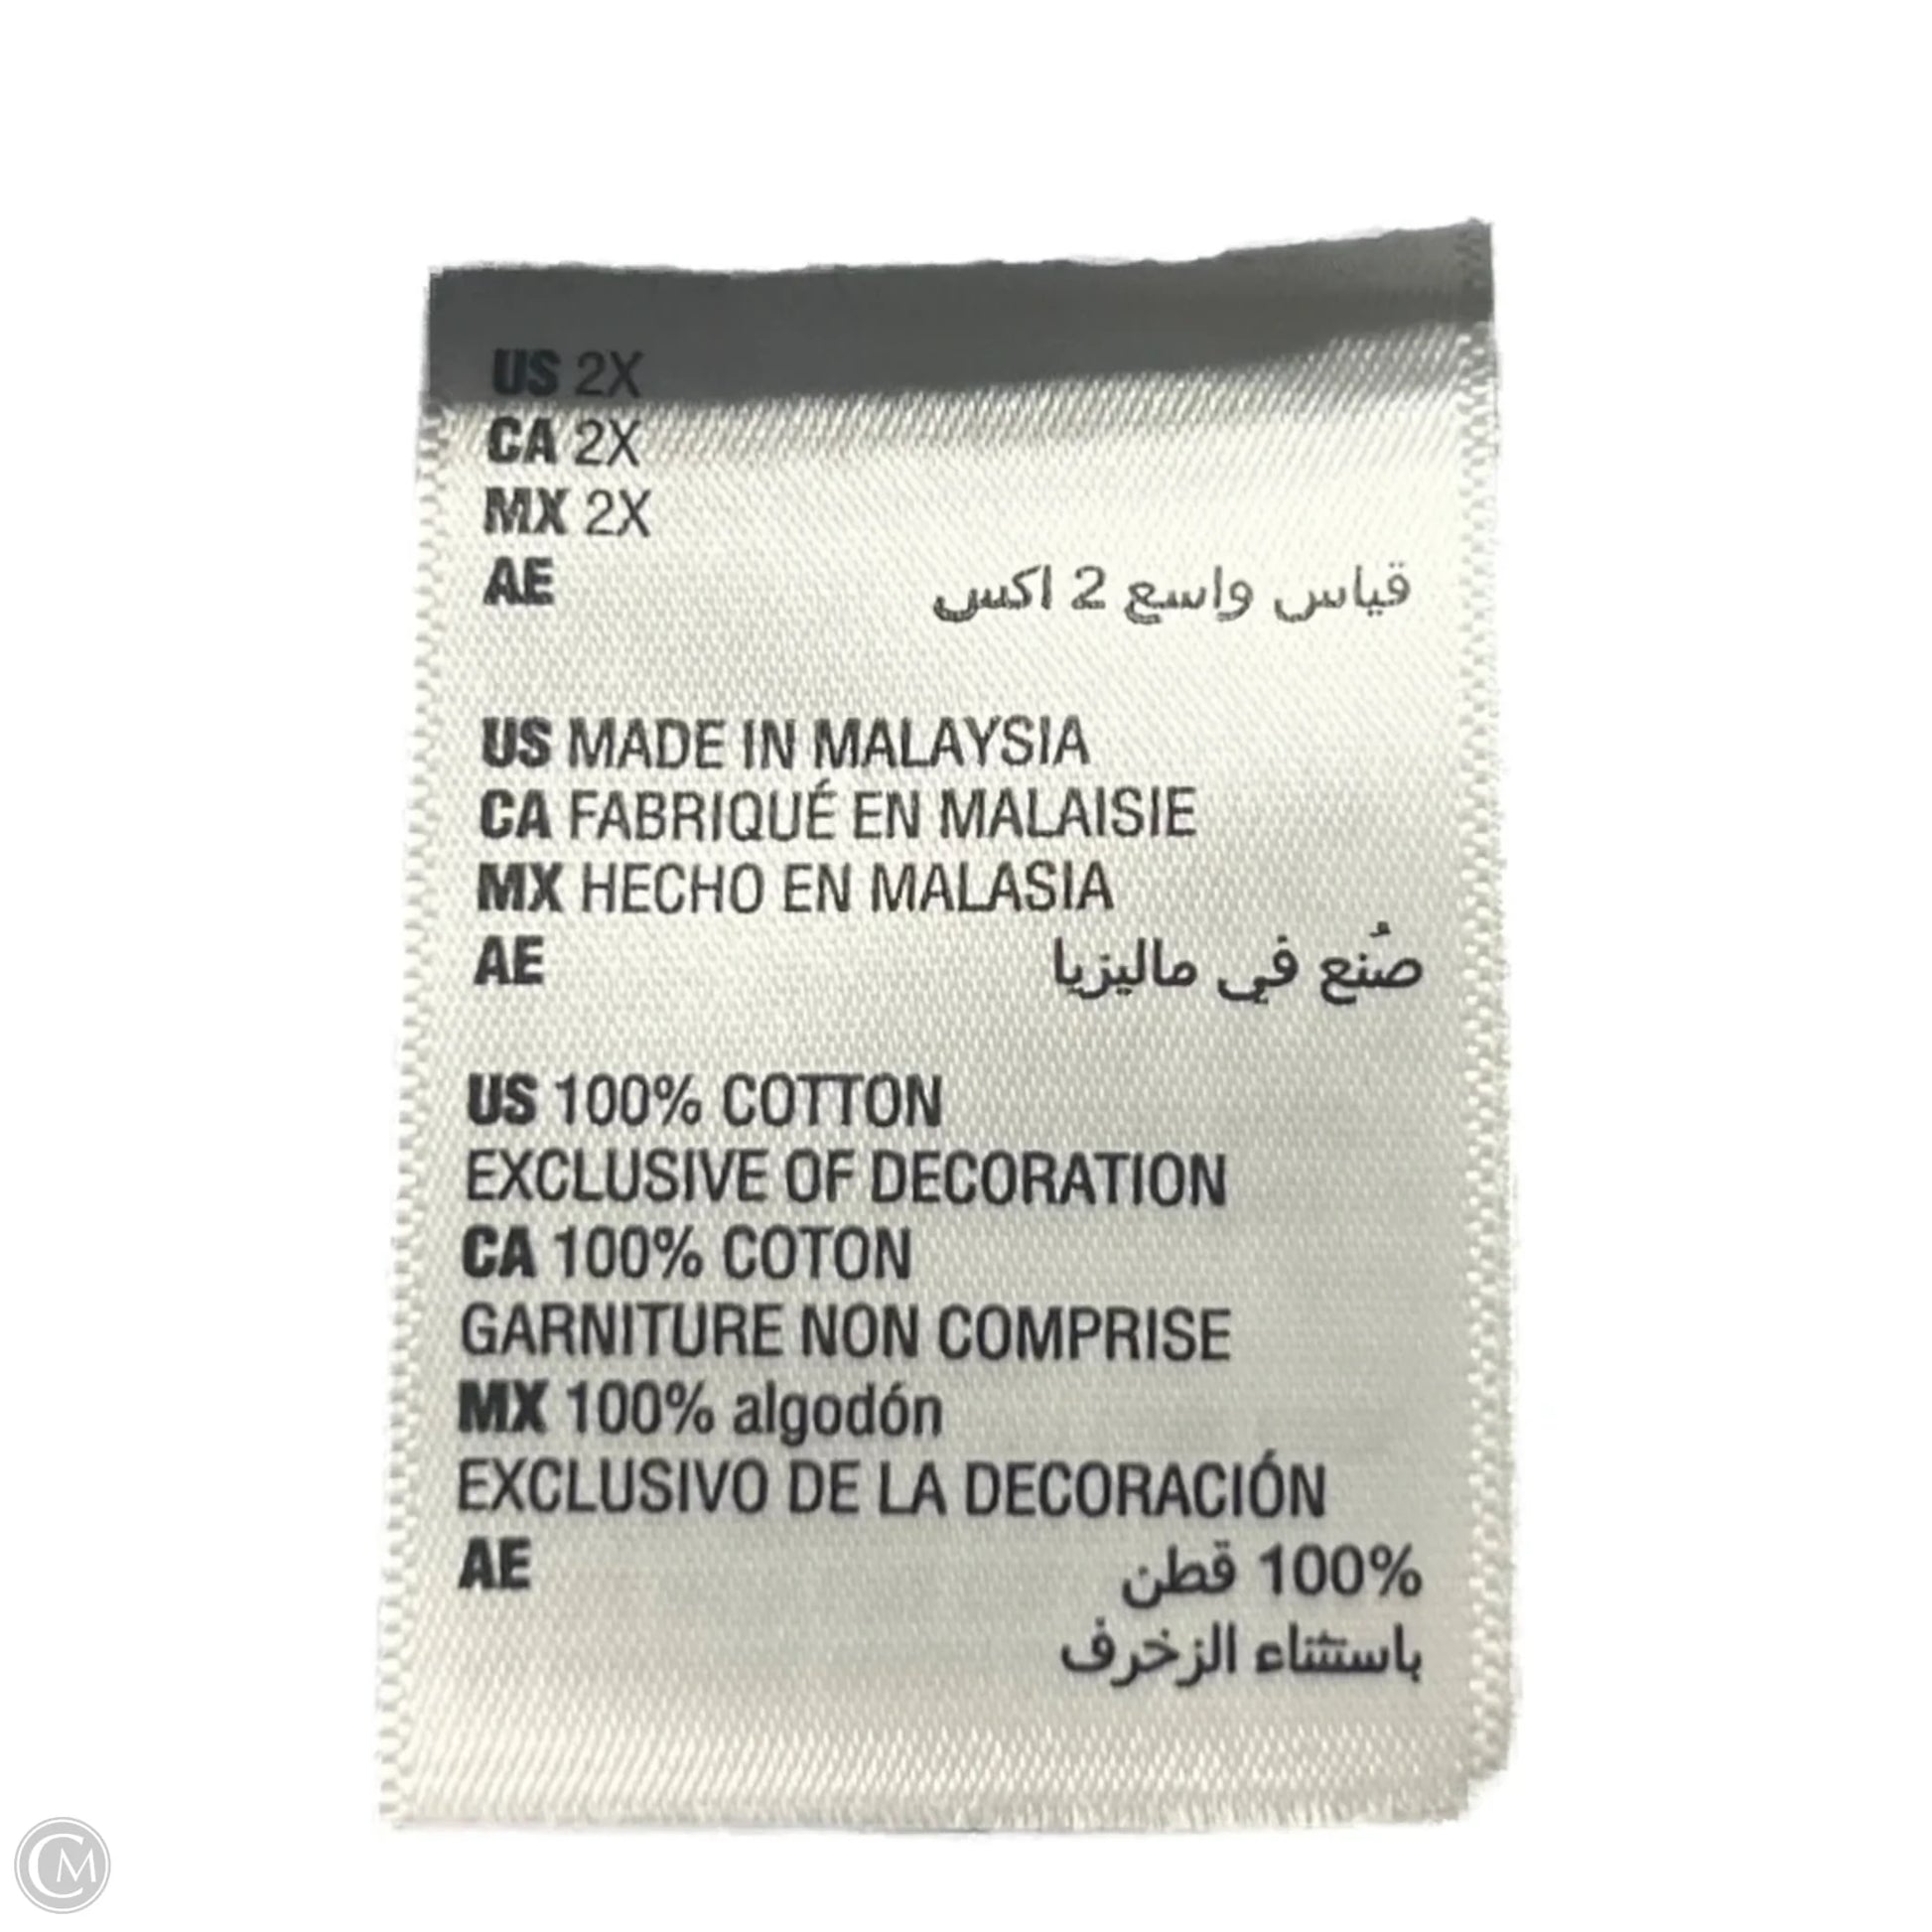 US 2X
CA 2X
MX 2X
AE قياس واسع 2 اكس
US MADE IN MALAYSIA
CA FABRIQUÉ EN MALAISIE
MX HECHO EN MALASIA
AE صُنع في ماليزيا
US 100% COTTON
EXCLUSIVE OF DECORATION
CA 100% COTON
GARNITURE NON COMPRISE
MX 100% algodón
EXCLUSIVO DE LA DECORACIÓN
AE 100% قطن
باستثناء الزخرف
CM